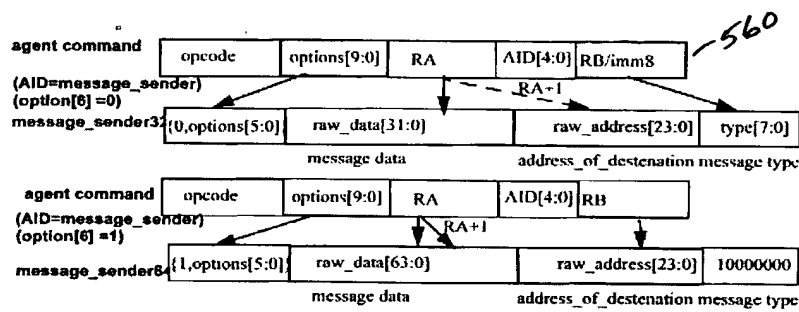 agent command opcode options[9:0] RA AID[4:0] RB/imm8 560
(AID=message_sender)
(option[6] =0)
RA+1
message_sender32 {0,options[5:0]} raw_data[31:0] raw_address[23:0] type[7:0]
message data address_of_destenation message type
agent command opcode options[9:0] RA AID[4:0] RB
(AID=message_sender)
(option[6] =1)
RA+1
message_sender64 {1,options[5:0]} raw_data[63:0] raw_address[23:0] 10000000
message data address_of_destenation message type